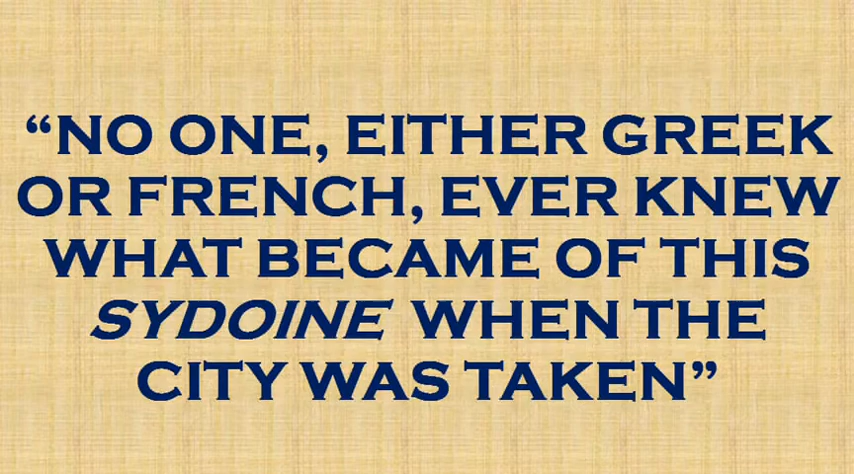 “NO ONE, EITHER GREEK
OR FRENCH, EVER KNEW
WHAT BECAME OF THIS
SYDOINE WHEN THE
CITY WAS TAKEN”